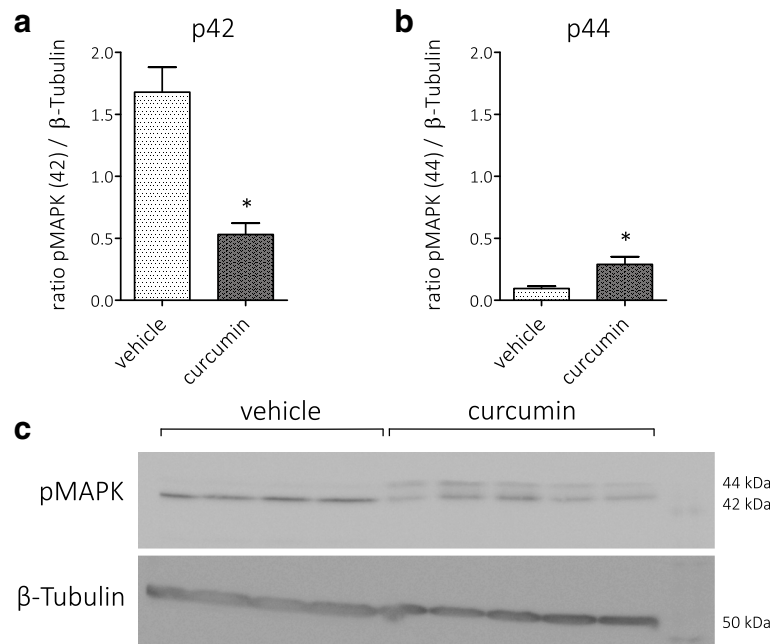 a
p42
ratio pMAPK (42) / β-Tubulin
2.0
1.5
1.0
0.5
0.0
*
vehicle
curcumin
b
p44
ratio pMAPK (44) / β-Tubulin
2.0
1.5
1.0
0.5
0.0
*
vehicle
curcumin
c
vehicle
curcumin
pMAPK
44 kDa
42 kDa
β-Tubulin
50 kDa